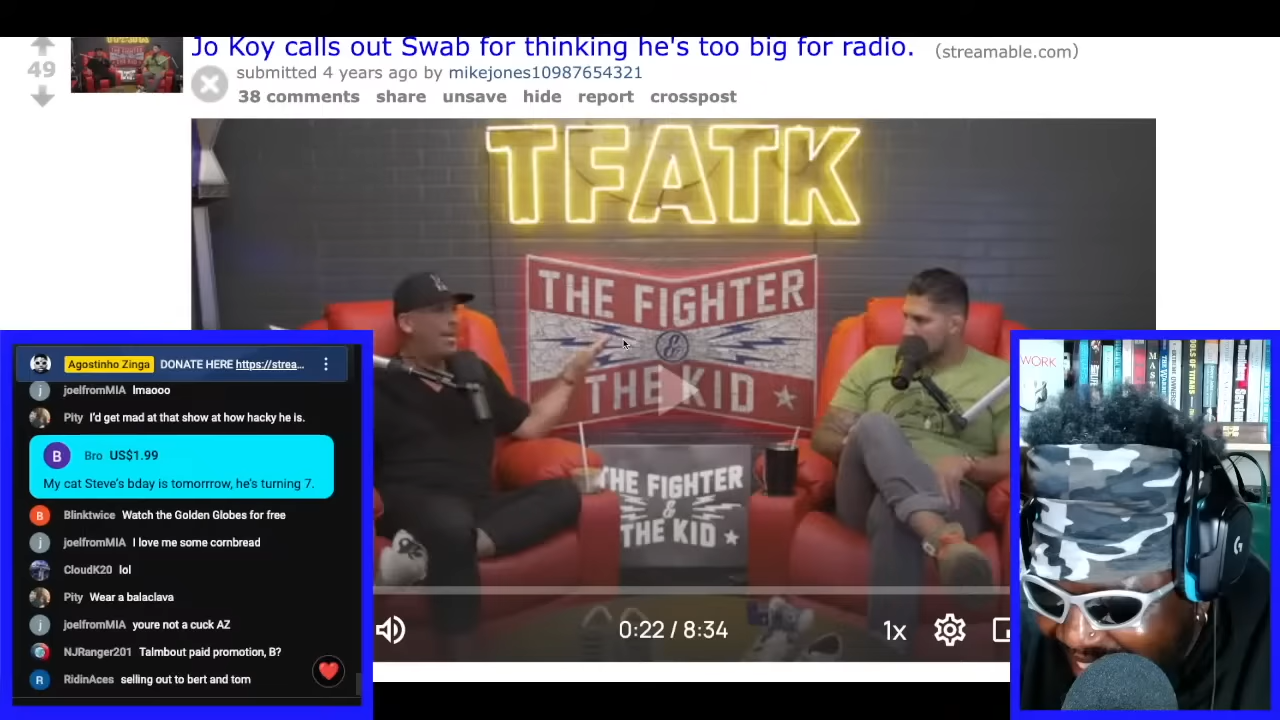 Jo Koy calls out Swab for thinking he's too big for radio. (streamable.com)
49
submitted 4 years ago by mikejones10987654321
38 comments share unsave hide report crosspost
TFATK
THE FIGHTER
&
THE KID
THE FIGHTER
&
THE KID
0:22 / 8:34
1x
Agostinho Zinga DONATE HERE https://strea...
joelfromMIA lmaooo
Pity I'd get mad at that show at how hacky he is.
B Bro US$1.99
My cat Steve's bday is tomorrrow, he's turning 7.
B Blinktwice Watch the Golden Globes for free
j joelfromMIA I love me some cornbread
CloudK20 lol
Pity Wear a balaclava
j joelfromMIA youre not a cuck AZ
NJRanger201 Talmbout paid promotion, B?
R RidinAces selling out to bert and tom
WORK